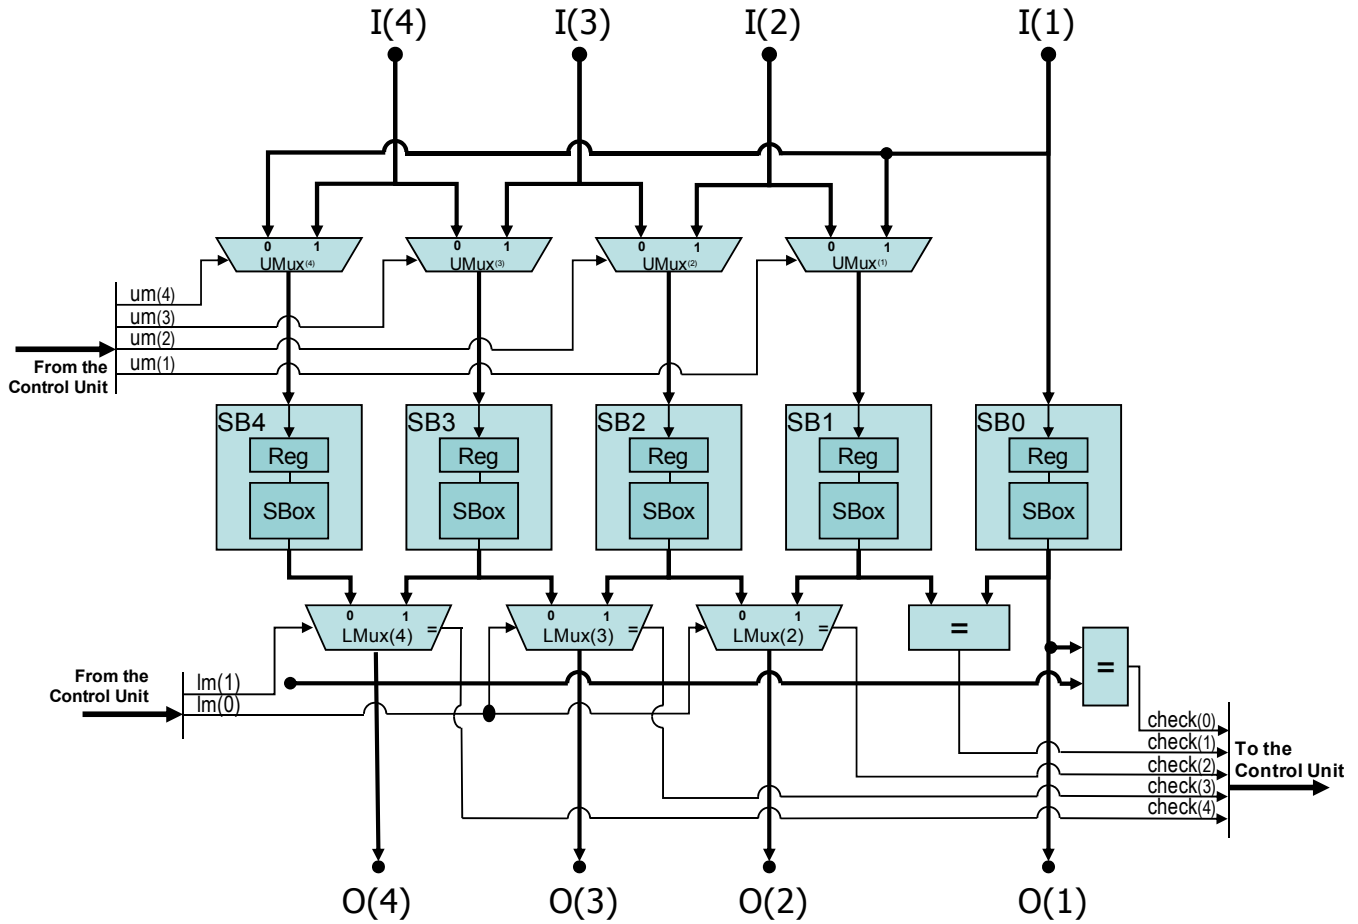 I(4) I(3) I(2) I(1)
0 1 0 1 0 1 0 1
UMux(4) UMux(3) UMux(2) UMux(1)
um(4)
um(3)
um(2)
um(1)
From the
Control Unit
SB4 SB3 SB2 SB1 SB0
Reg Reg Reg Reg Reg
SBox SBox SBox SBox SBox
0 1 0 1 0 1
LMux(4) = LMux(3) = LMux(2) = =
=
From the
Control Unit
lm(1)
lm(0)
check(0)
check(1)
check(2)
check(3)
check(4)
To the
Control Unit
O(4) O(3) O(2) O(1)